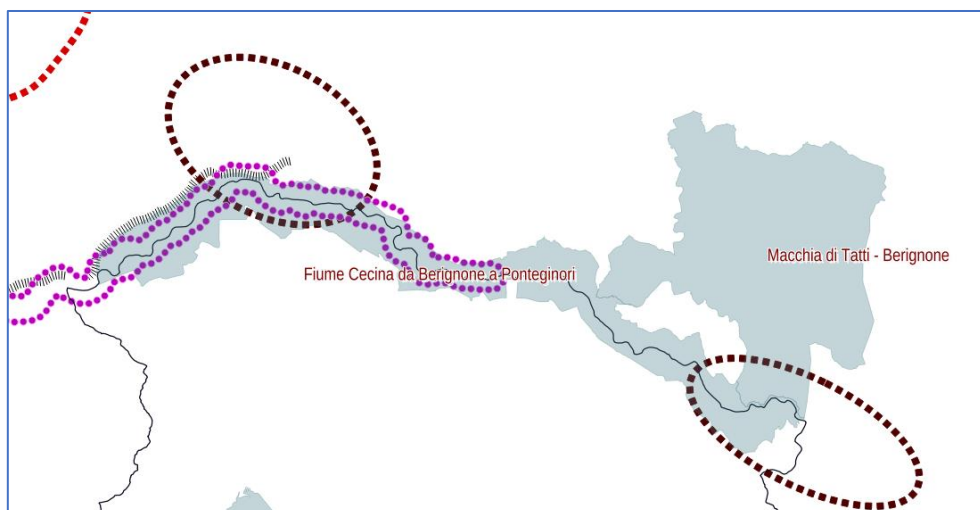 Macchia di Tatti - Berignone
Fiume Cecina da Berignone a Ponteginori